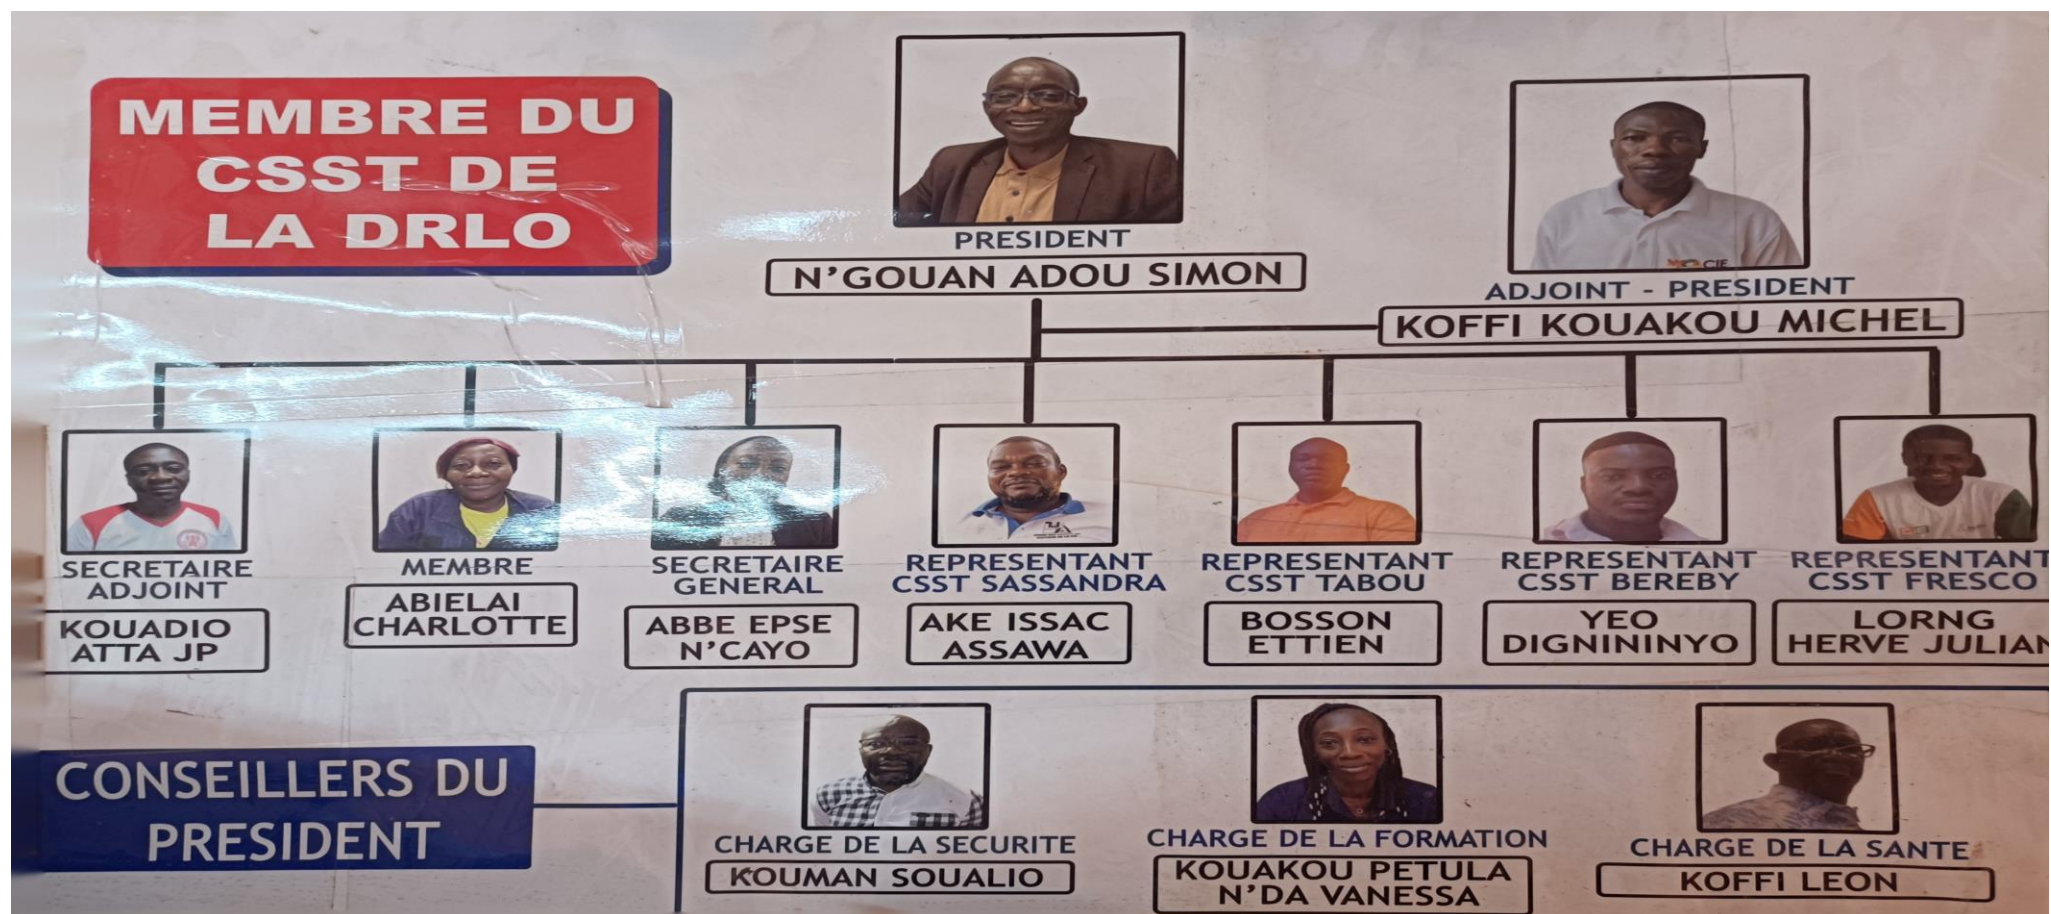 MEMBRE DU
CSST DE
LA DRLO
PRESIDENT
N'GOUAN ADOU SIMON
CIE
ADJOINT - PRESIDENT
KOFFI KOUAKOU MICHEL
SECRETAIRE
ADJOINT
KOUADIO
ATTA JP
MEMBRE
ABIELAI
CHARLOTTE
SECRETAIRE
GENERAL
ABBE EPSE
N'CAYO
REPRESENTANT
CSST SASSANDRA
AKE ISSAC
ASSAWA
REPRESENTANT
CSST TABOU
BOSSON
ETTIEN
REPRESENTANT
CSST BEREBY
YEO
DIGNININYO
REPRESENTANT
CSST FRESCO
LORNG
HERVE JULIAN
CONSEILLERS DU
PRESIDENT
CHARGE DE LA SECURITE
KOUMAN SOUALIO
CHARGE DE LA FORMATION
KOUAKOU PETULA
N'DA VANESSA
CHARGE DE LA SANTE
KOFFI LEON